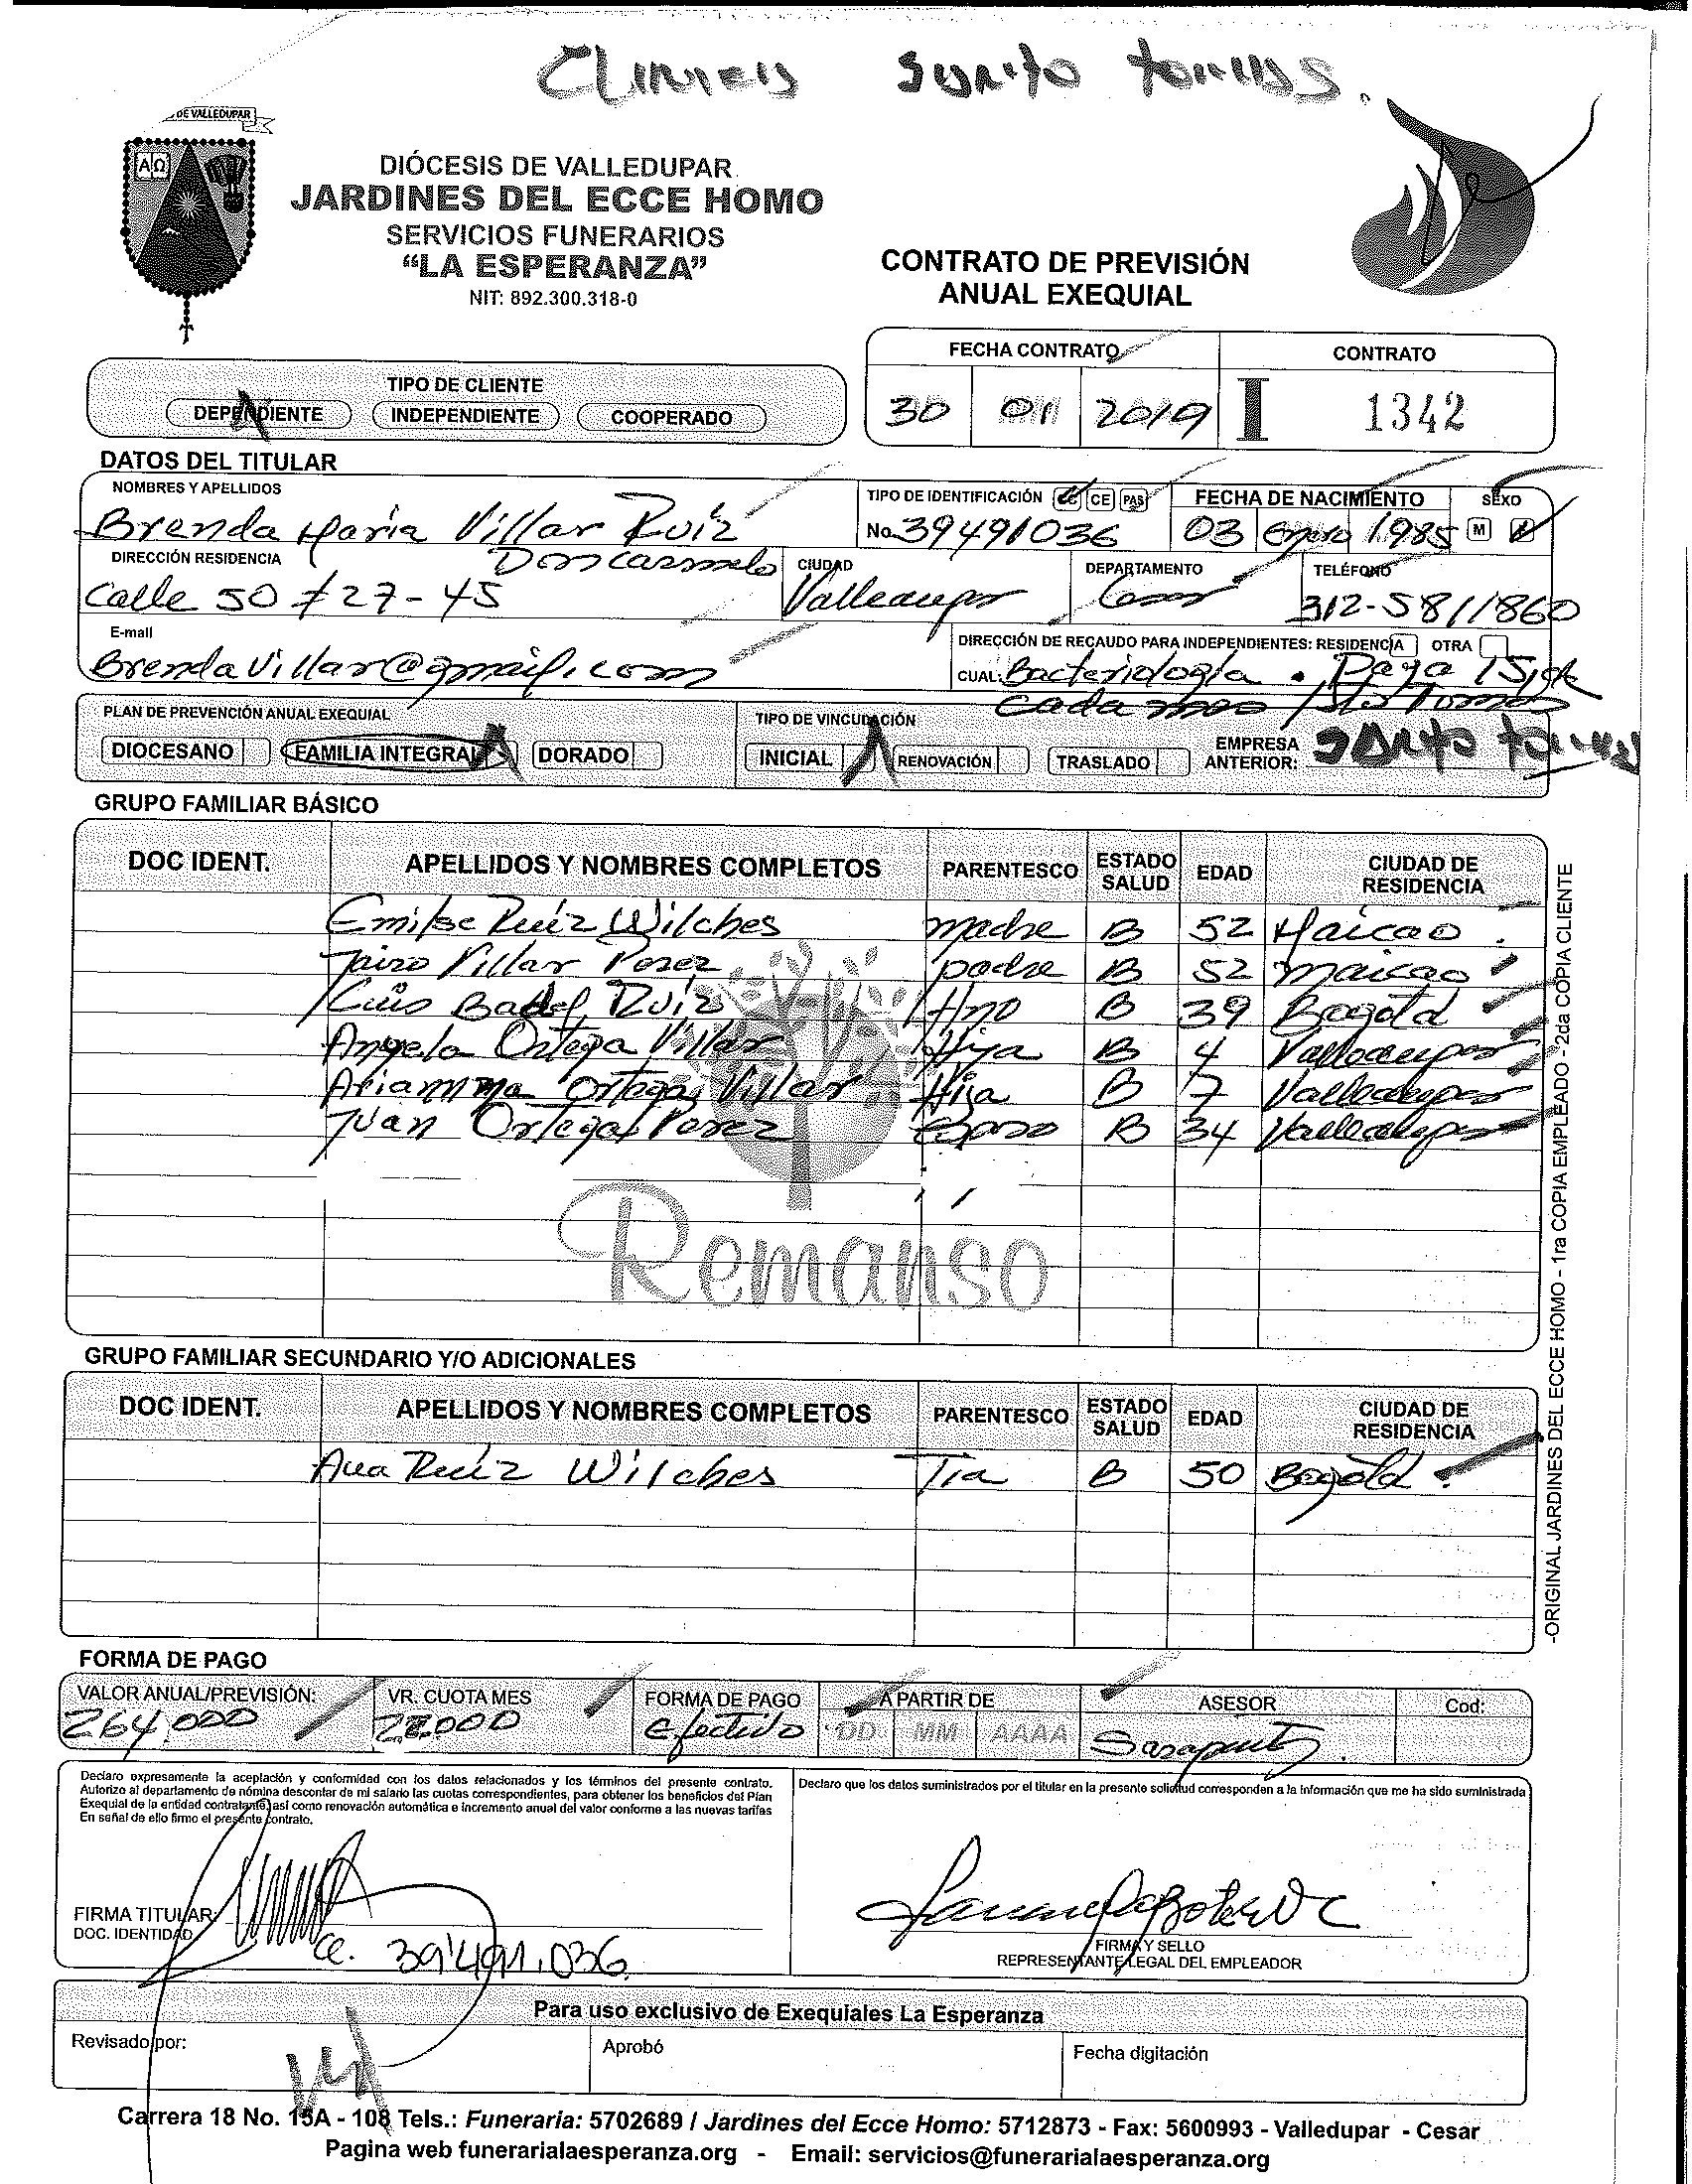 Clinica Santo Tomas.
DE VALLEDUPAR
A Ω
DIÓCESIS DE VALLEDUPAR
JARDINES DEL ECCE HOMO
SERVICIOS FUNERARIOS
“LA ESPERANZA”
NIT: 892.300.318-0
CONTRATO DE PREVISIÓN
ANUAL EXEQUIAL
FECHA CONTRATO CONTRATO
30 01 2019 I 1342
TIPO DE CLIENTE
DEPENDIENTE INDEPENDIENTE COOPERADO
DATOS DEL TITULAR
NOMBRES Y APELLIDOS TIPO DE IDENTIFICACIÓN CC CE PAS FECHA DE NACIMIENTO SEXO
Brenda Maria Villar Ruiz No. 39491036 03 Enero 1985 M F
DIRECCIÓN RESIDENCIA Don carmelo CIUDAD DEPARTAMENTO TELÉFONO
Calle 50 # 27-45 Valledupar Cesar 312-5811860
E-mail DIRECCIÓN DE RECAUDO PARA INDEPENDIENTES: RESIDENCIA OTRA
BrendaVillar@gmail.com CUAL: Bacteriología. Paga 15
cada mes Sto Tomas
PLAN DE PREVENCIÓN ANUAL EXEQUIAL TIPO DE VINCULACIÓN
DIOCESANO FAMILIA INTEGRAL DORADO INICIAL RENOVACIÓN TRASLADO EMPRESA ANTERIOR: Santo Tomas
GRUPO FAMILIAR BÁSICO
DOC IDENT. APELLIDOS Y NOMBRES COMPLETOS PARENTESCO ESTADO SALUD EDAD CIUDAD DE RESIDENCIA
Emilse Ruiz Wilches madre B 52 Maicao
Jairo Villar Perez padre B 52 maicao
Luis Badel Ruiz Hno B 39 Bogotá
Angela Ortega Villar Hija B 4 Valledupar
Arianna Ortega Villar Hija B 7 Valledupar
Juan Ortega Perez Esposo B 34 Valledupar
Remanso
GRUPO FAMILIAR SECUNDARIO Y/O ADICIONALES
DOC IDENT. APELLIDOS Y NOMBRES COMPLETOS PARENTESCO ESTADO SALUD EDAD CIUDAD DE RESIDENCIA
Ana Ruiz Wilches Tia B 50 Bogotá
-ORIGINAL JARDINES DEL ECCE HOMO - 1ra COPIA EMPLEADO - 2da COPIA CLIENTE
FORMA DE PAGO
VALOR ANUAL/PREVISIÓN: VR. CUOTA MES FORMA DE PAGO A PARTIR DE ASESOR Cod:
264,000 22.000 Efectivo DD MM AAAA
Declaro expresamente la aceptación y conformidad con los datos relacionados y los términos del presente contrato.
Autorizo al departamento de nómina descontar de mi salario las cuotas correspondientes, para obtener los beneficios del Plan
Exequial de la entidad contratante, así como renovación automática e incremento anual del valor conforme a las nuevas tarifas
En señal de ello firmo el presente contrato.
Declaro que los datos suministrados por el titular en la presente solicitud corresponden a la información que me ha sido suministrada
FIRMA TITULAR:
DOC. IDENTIDAD
cc. 39'491.036
FIRMA Y SELLO
REPRESENTANTE LEGAL DEL EMPLEADOR
Para uso exclusivo de Exequiales La Esperanza
Revisado por: Aprobó Fecha digitación
Carrera 18 No. 15A - 108 Tels.: Funeraria: 5702689 / Jardines del Ecce Homo: 5712873 - Fax: 5600993 - Valledupar - Cesar
Pagina web funerarialaesperanza.org - Email: servicios@funerarialaesperanza.org